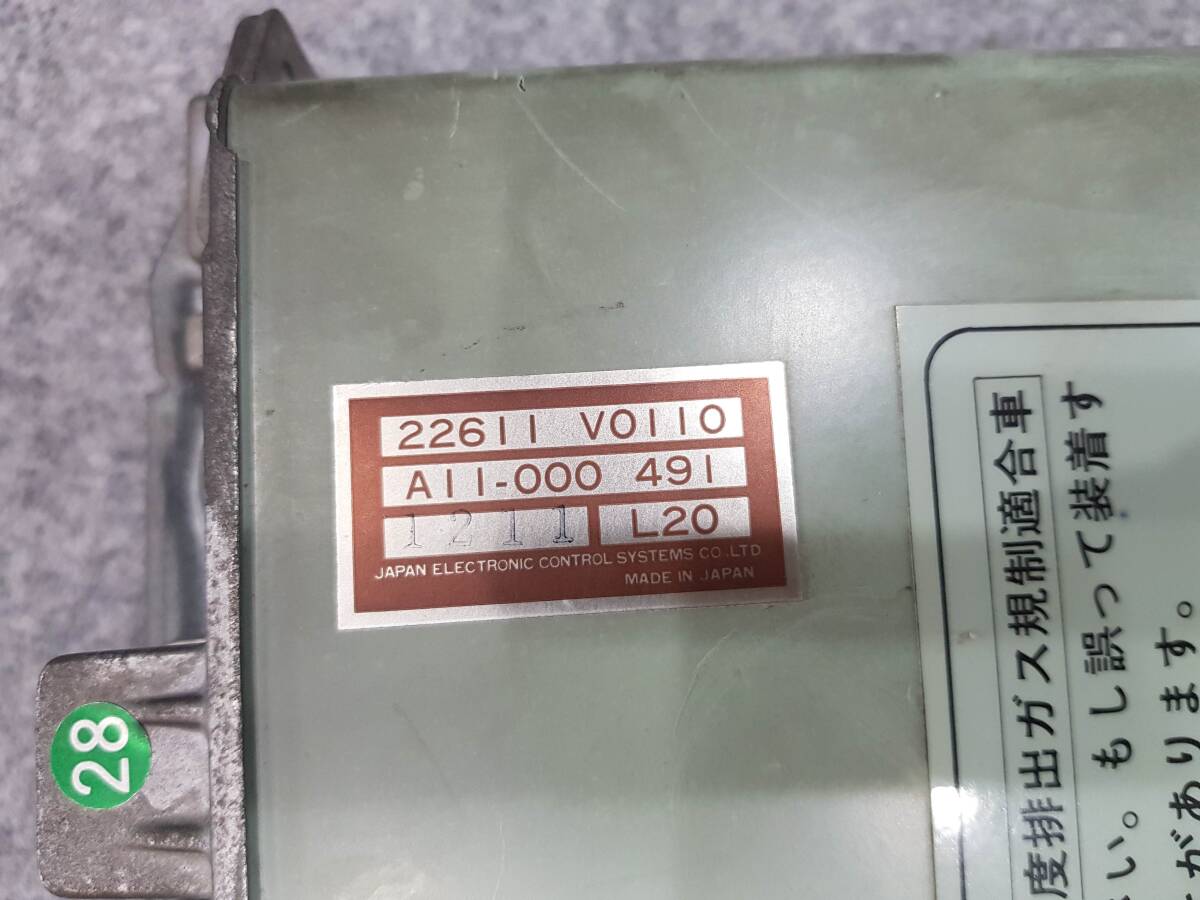 22611 V0110
A11-000 491
1211 L20
JAPAN ELECTRONIC CONTROL SYSTEMS CO.,LTD
MADE IN JAPAN
28
度排出ガス規制適合車
い。もし誤って装着す
があります。